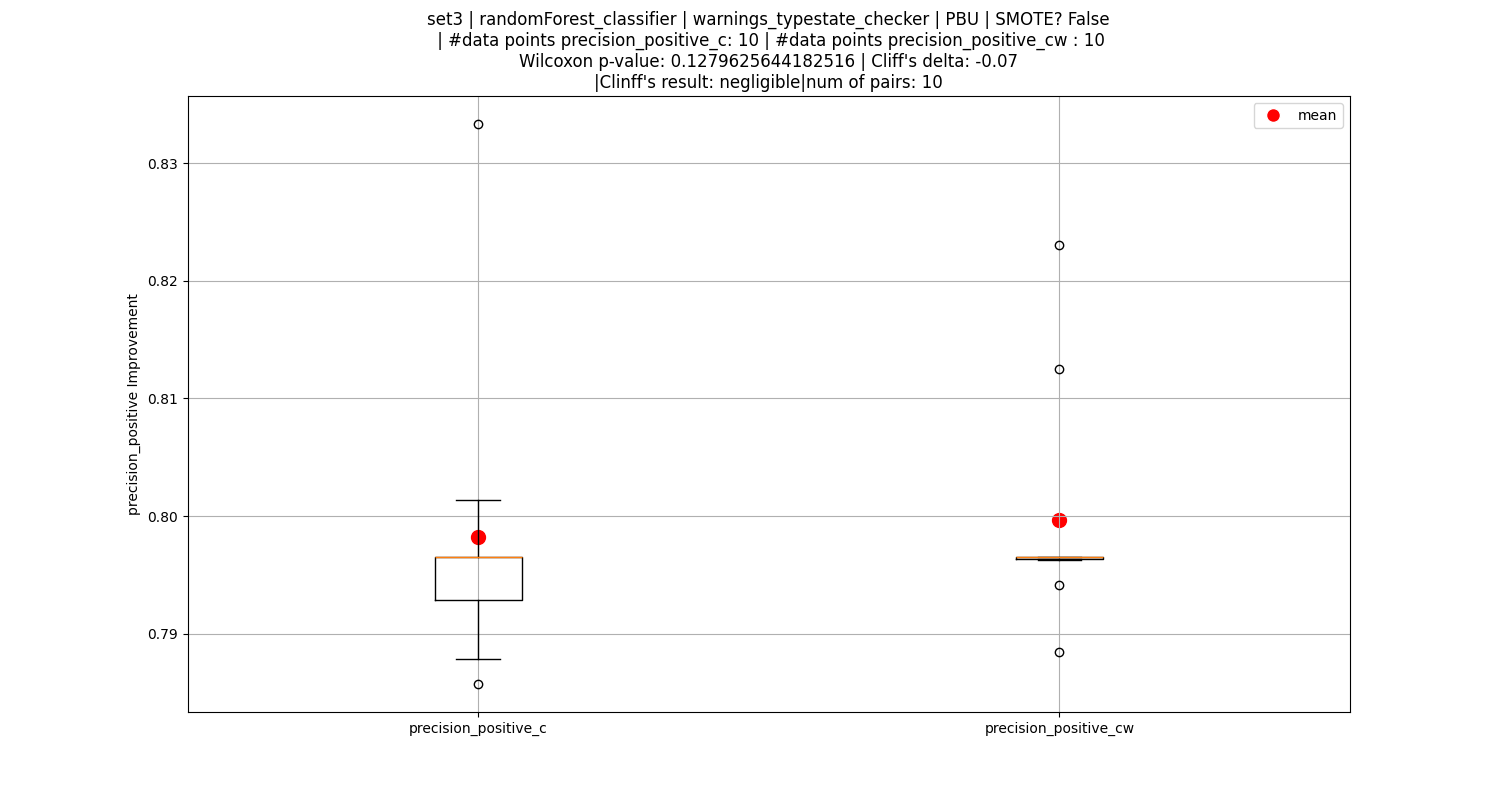 set3 | randomForest_classifier | warnings_typestate_checker | PBU | SMOTE? False
| #data points precision_positive_c: 10 | #data points precision_positive_cw : 10
Wilcoxon p-value: 0.1279625644182516 | Cliff's delta: -0.07
|Clinff's result: negligible|num of pairs: 10
mean
0.83
0.82
0.81
0.80
0.79
precision_positive Improvement
precision_positive_c
precision_positive_cw